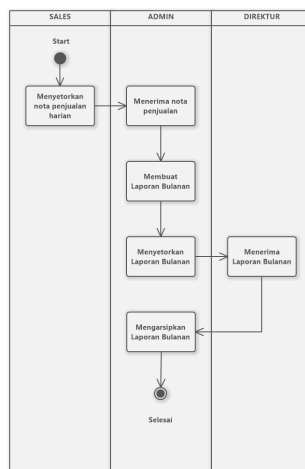 SALES
ADMIN
DIREKTUR
Start
Menyetorkan
nota penjualan
harian
Menerima nota
penjualan
Membuat
Laporan Bulanan
Menyetorkan
Laporan Bulanan
Menerima
Laporan Bulanan
Mengarsipkan
Laporan Bulanan
Selesai